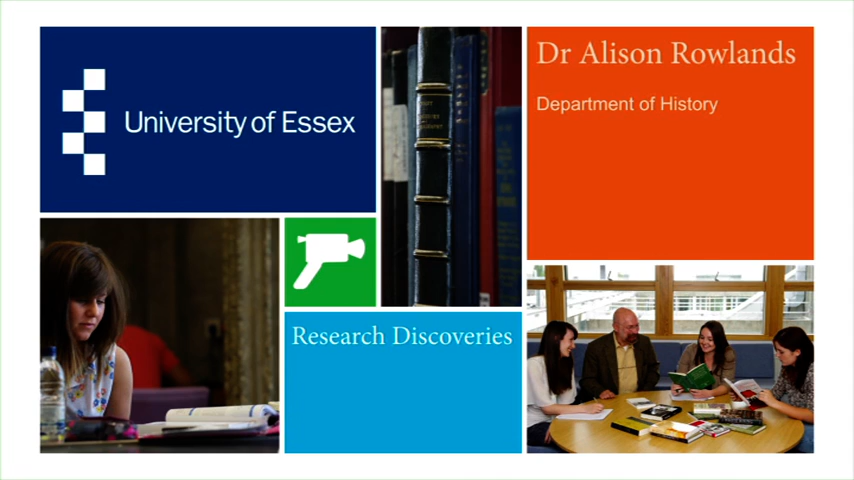 University of Essex
Dr Alison Rowlands
Department of History
Research Discoveries